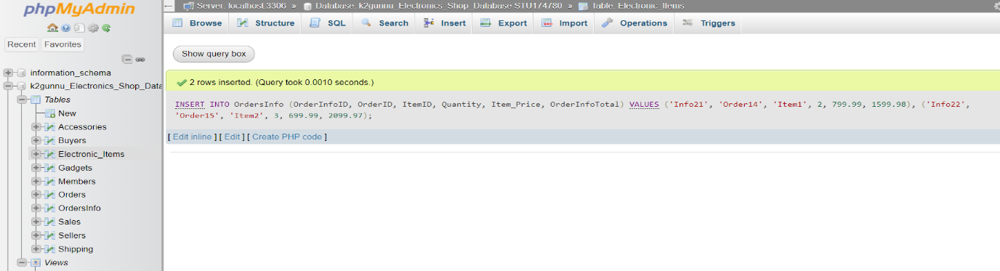 phpMyAdmin
Recent Favorites
information_schema
k2gunnu_Electronics_Shop_Data
Tables
New
Accessories
Buyers
Electronic_Items
Gadgets
Members
Orders
OrdersInfo
Sales
Sellers
Shipping
Views
Server: localhost:3306 » Database: k2gunnu_Electronics_Shop_Database STU174780 » Table: Electronic_Items
Browse Structure SQL Search Insert Export Import Operations Triggers
Show query box
2 rows inserted. (Query took 0.0010 seconds.)
INSERT INTO OrdersInfo (OrderInfoID, OrderID, ItemID, Quantity, Item_Price, OrderInfoTotal) VALUES ('Info21', 'Order14', 'Item1', 2, 799.99, 1599.98), ('Info22',
'Order15', 'Item2', 3, 699.99, 2099.97);
[ Edit inline ] [ Edit ] [ Create PHP code ]